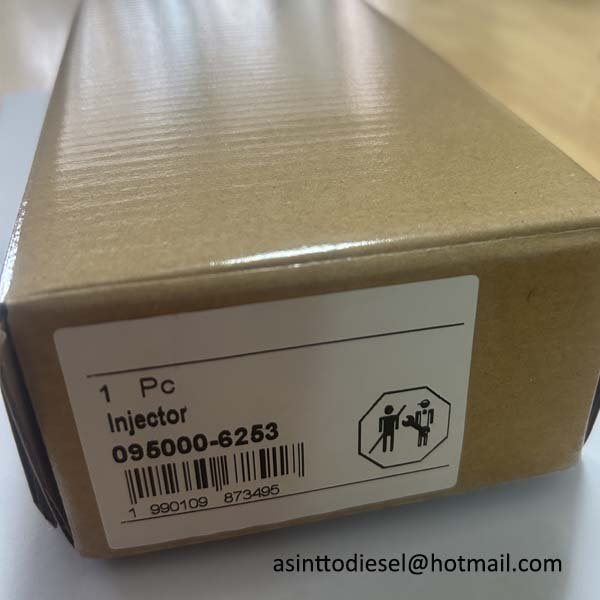 1 Pc
Injector
095000-6253
1 990109 873495
asinttodiesel@hotmail.com